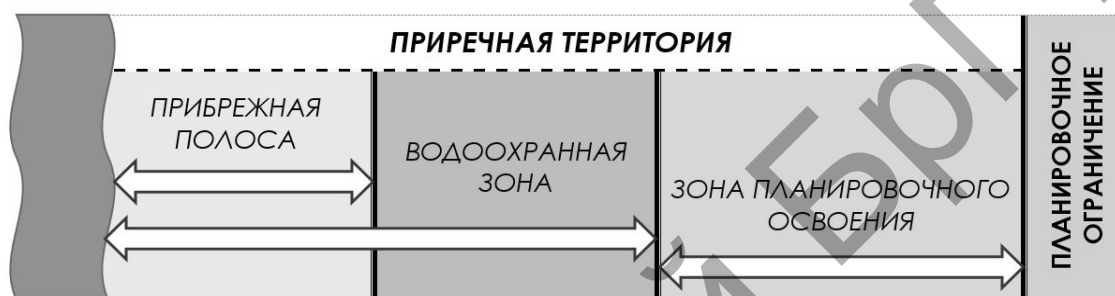 ПРИРЕЧНАЯ ТЕРРИТОРИЯ
ПРИБРЕЖНАЯ
ПОЛОСА
ВОДООХРАННАЯ
ЗОНА
ЗОНА ПЛАНИРОВОЧНОГО
ОСВОЕНИЯ
ПЛАНИРОВОЧНОЕ
ОГРАНИЧЕНИЕ